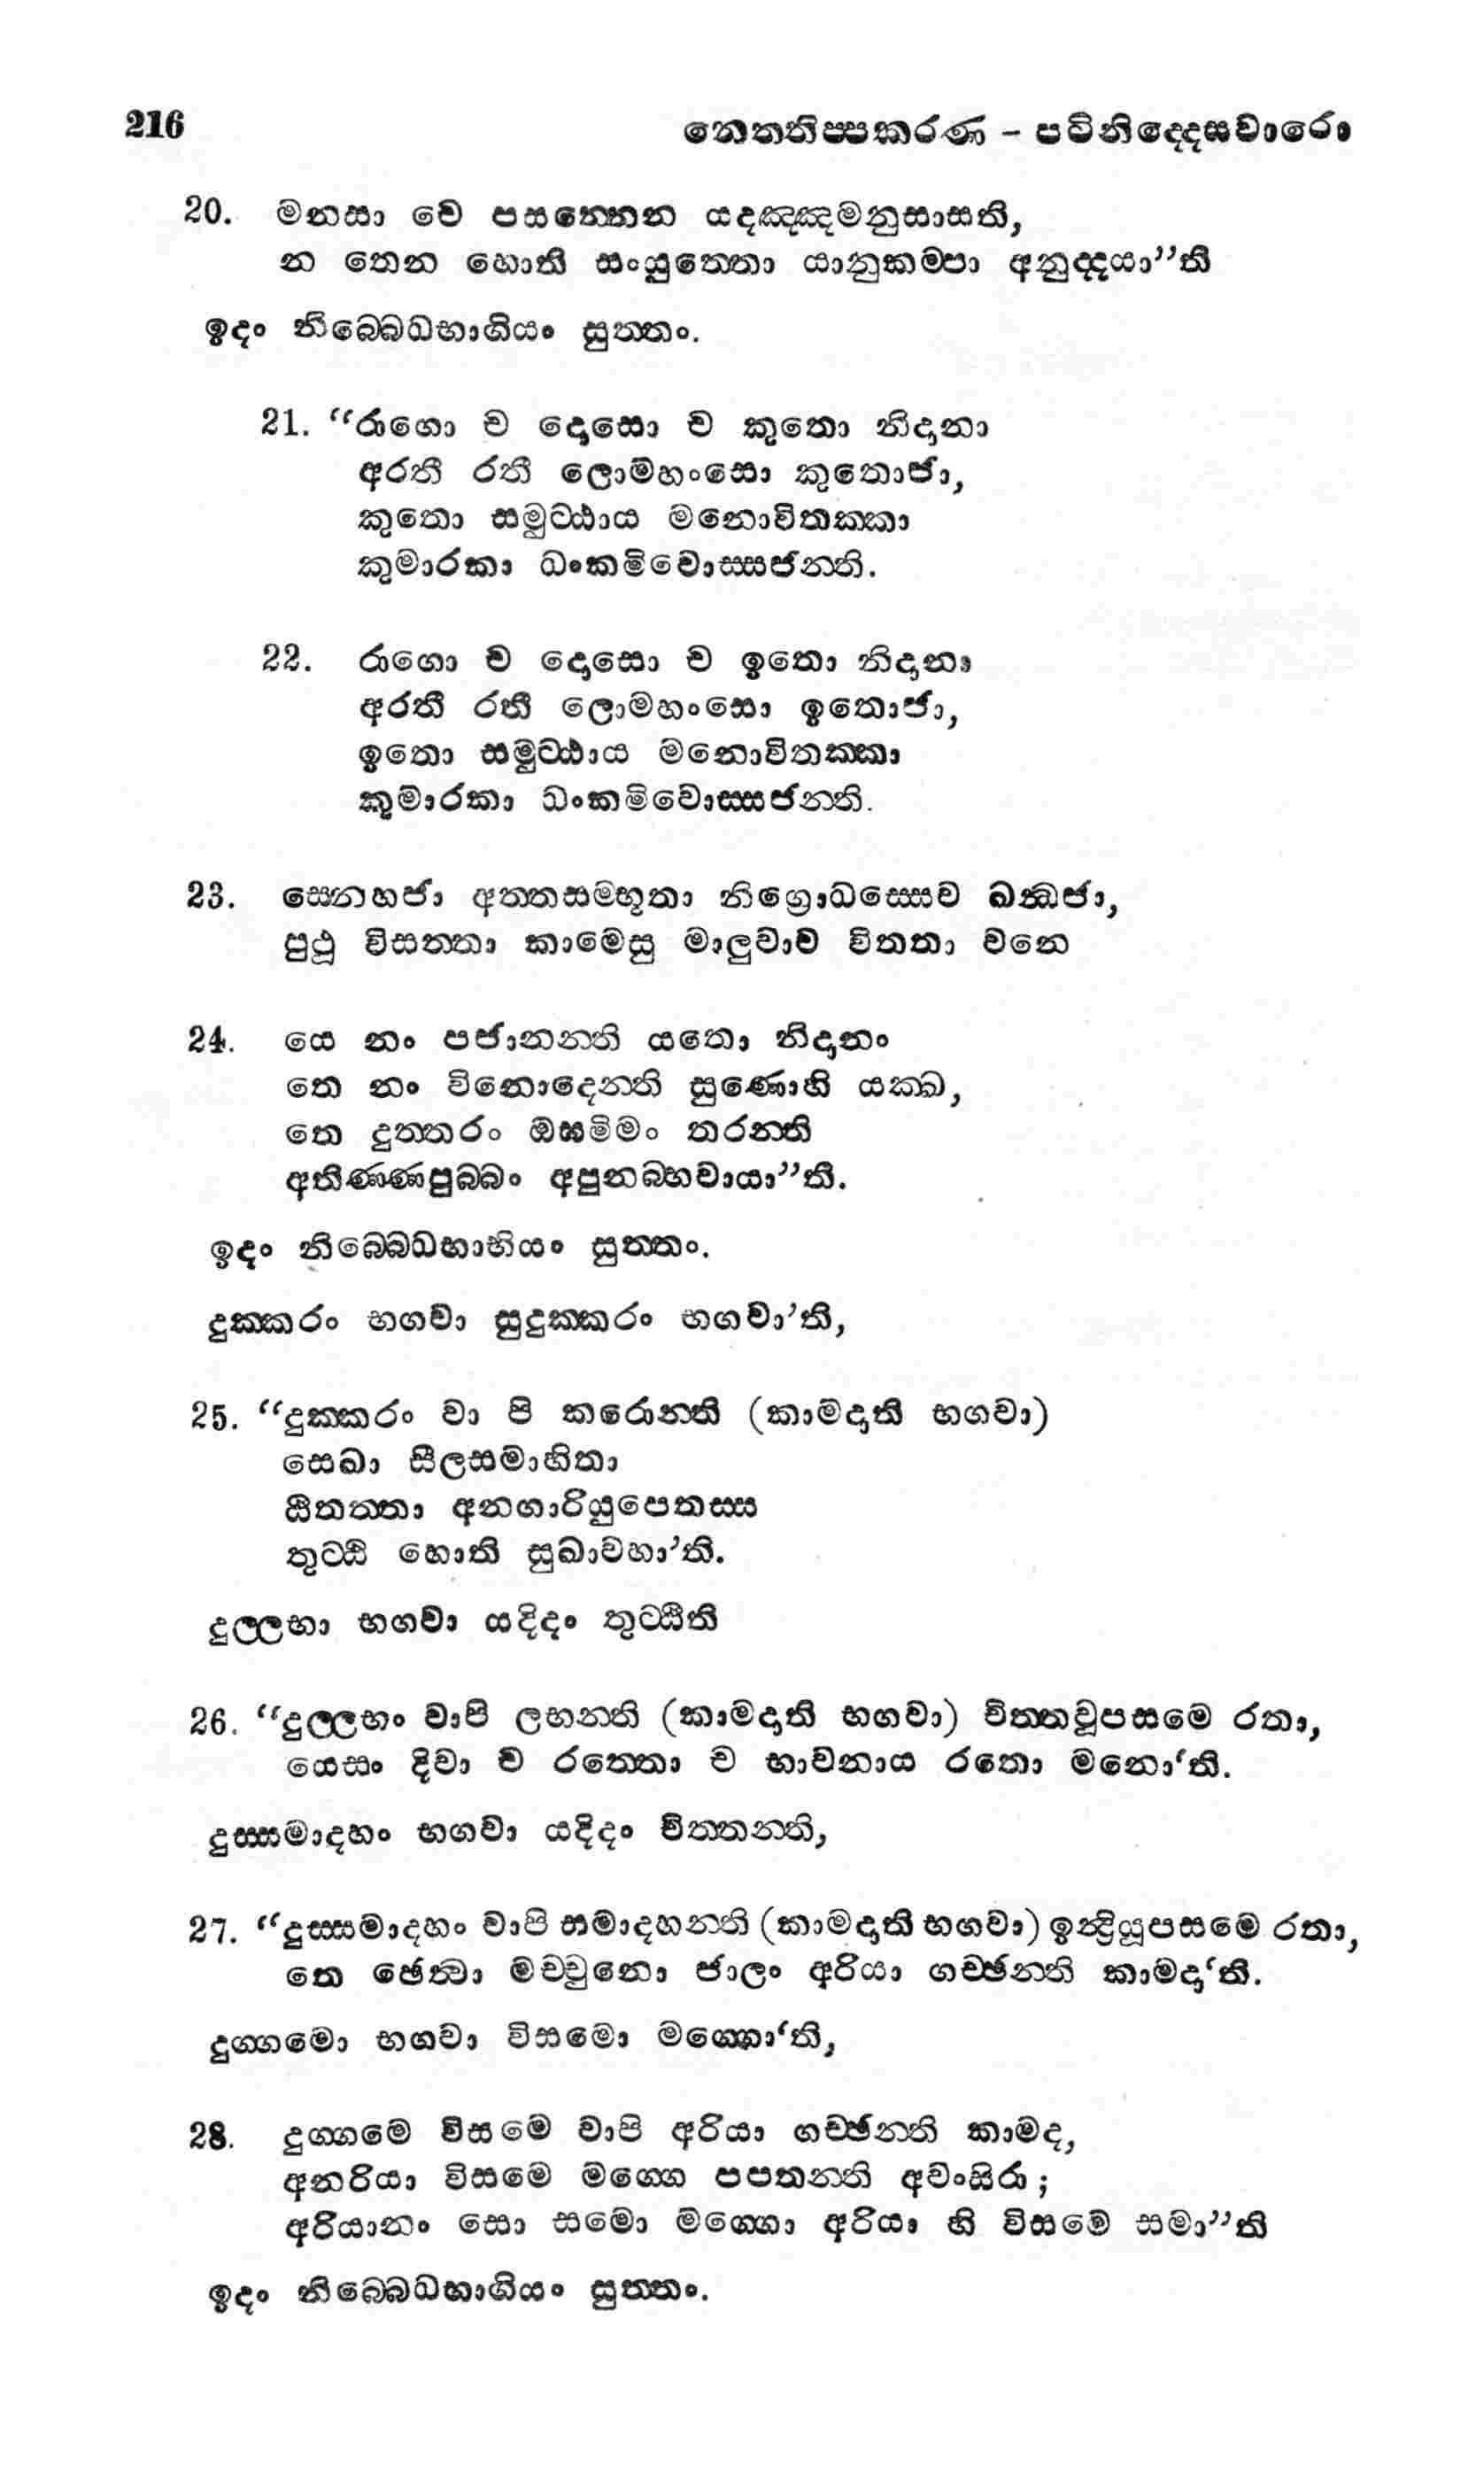 216
නෙත්තිප්පකරණ – පටිනිද්දෙසවාරො
20. මනසා චෙ පසන්නෙන යදඤ්ඤමනුසාසති,
න තෙන හොති සංයුත්තො යානුකම්පා අනුද්දයා”ති
ඉදං නිබ්බෙධභාගියං සුත්තං.
21. “රාගො ච දොසො ච කුතො නිදානා
අරතී රතී ලොමහංසො කුතොජා,
කුතො සමුට්ඨාය මනොවිතක්කා
කුමාරකා ධංකමිවොස්සජන්ති.
22. රාගො ච දොසො ච ඉතො නිදානා
අරතී රතී ලොමහංසො ඉතොජා,
ඉතො සමුට්ඨාය මනොවිතක්කා
කුමාරකා ධංකමිවොස්සජන්ති.
23. සෙනහජා අත්තසම්භූතා නිග්‍රොධස්සෙව ඛන්ධජා,
පුථූ විසත්තා කාමෙසු මාලුවාව විතතා වනෙ
24. යෙ නං පජානන්ති යතො නිදානං
තෙ නං විනොදෙන්ති සුණොහි යක්ඛ,
තෙ දුත්තරං ඔඝමිමං තරන්ති
අතිණ්ණපුබ්බං අපුනබ්භවායා”ති.
ඉදං නිබ්බෙධභාභියං සුත්තං.
දුක්කරං භගවා සුදුක්කරං භගවා’ති,
25. “දුක්කරං වා පි කරොන්ති (කාමදාති භගවා)
සෙඛා සීලසමාහිතා
ඨිතත්තා අනගාරියුපෙතස්ස
තුට්ඨි හොති සුඛාවහා’ති.
දුල්ලභා භගවා යදිදං තුට්ඨීති
26. “දුල්ලභං වාපි ලභන්ති (කාමදාති භගවා) චිත්තවූපසමෙ රතා,
යෙසං දිවා ච රත්තො ච භාවනාය රතො මනො‘ති.
දුස්සමාදහං භගවා යදිදං චිත්තන්ති,
27. “දුස්සමාදහං වාපි සමාදහන්ති (කාමදාති භගවා) ඉන්ද්‍රියූපසමෙ රතා,
තෙ ඡෙත්වා මච්චුනො ජාලං අරියා ගච්ඡන්ති කාමදා‘ති.
දුග්ගමො භගවා විසමො මග්ගො‘ති,
28. දුග්ගමෙ විසමෙ වාපි අරියා ගච්ඡන්ති කාමද,
අනරියා විසමෙ මග්ගෙ පපතන්ති අවංසිරා ;
අරියානං සො සමො මග්ගො අරියා හි විසමෙ සමා”ති
ඉදං නිබ්බෙධභාගියං සුත්තං.